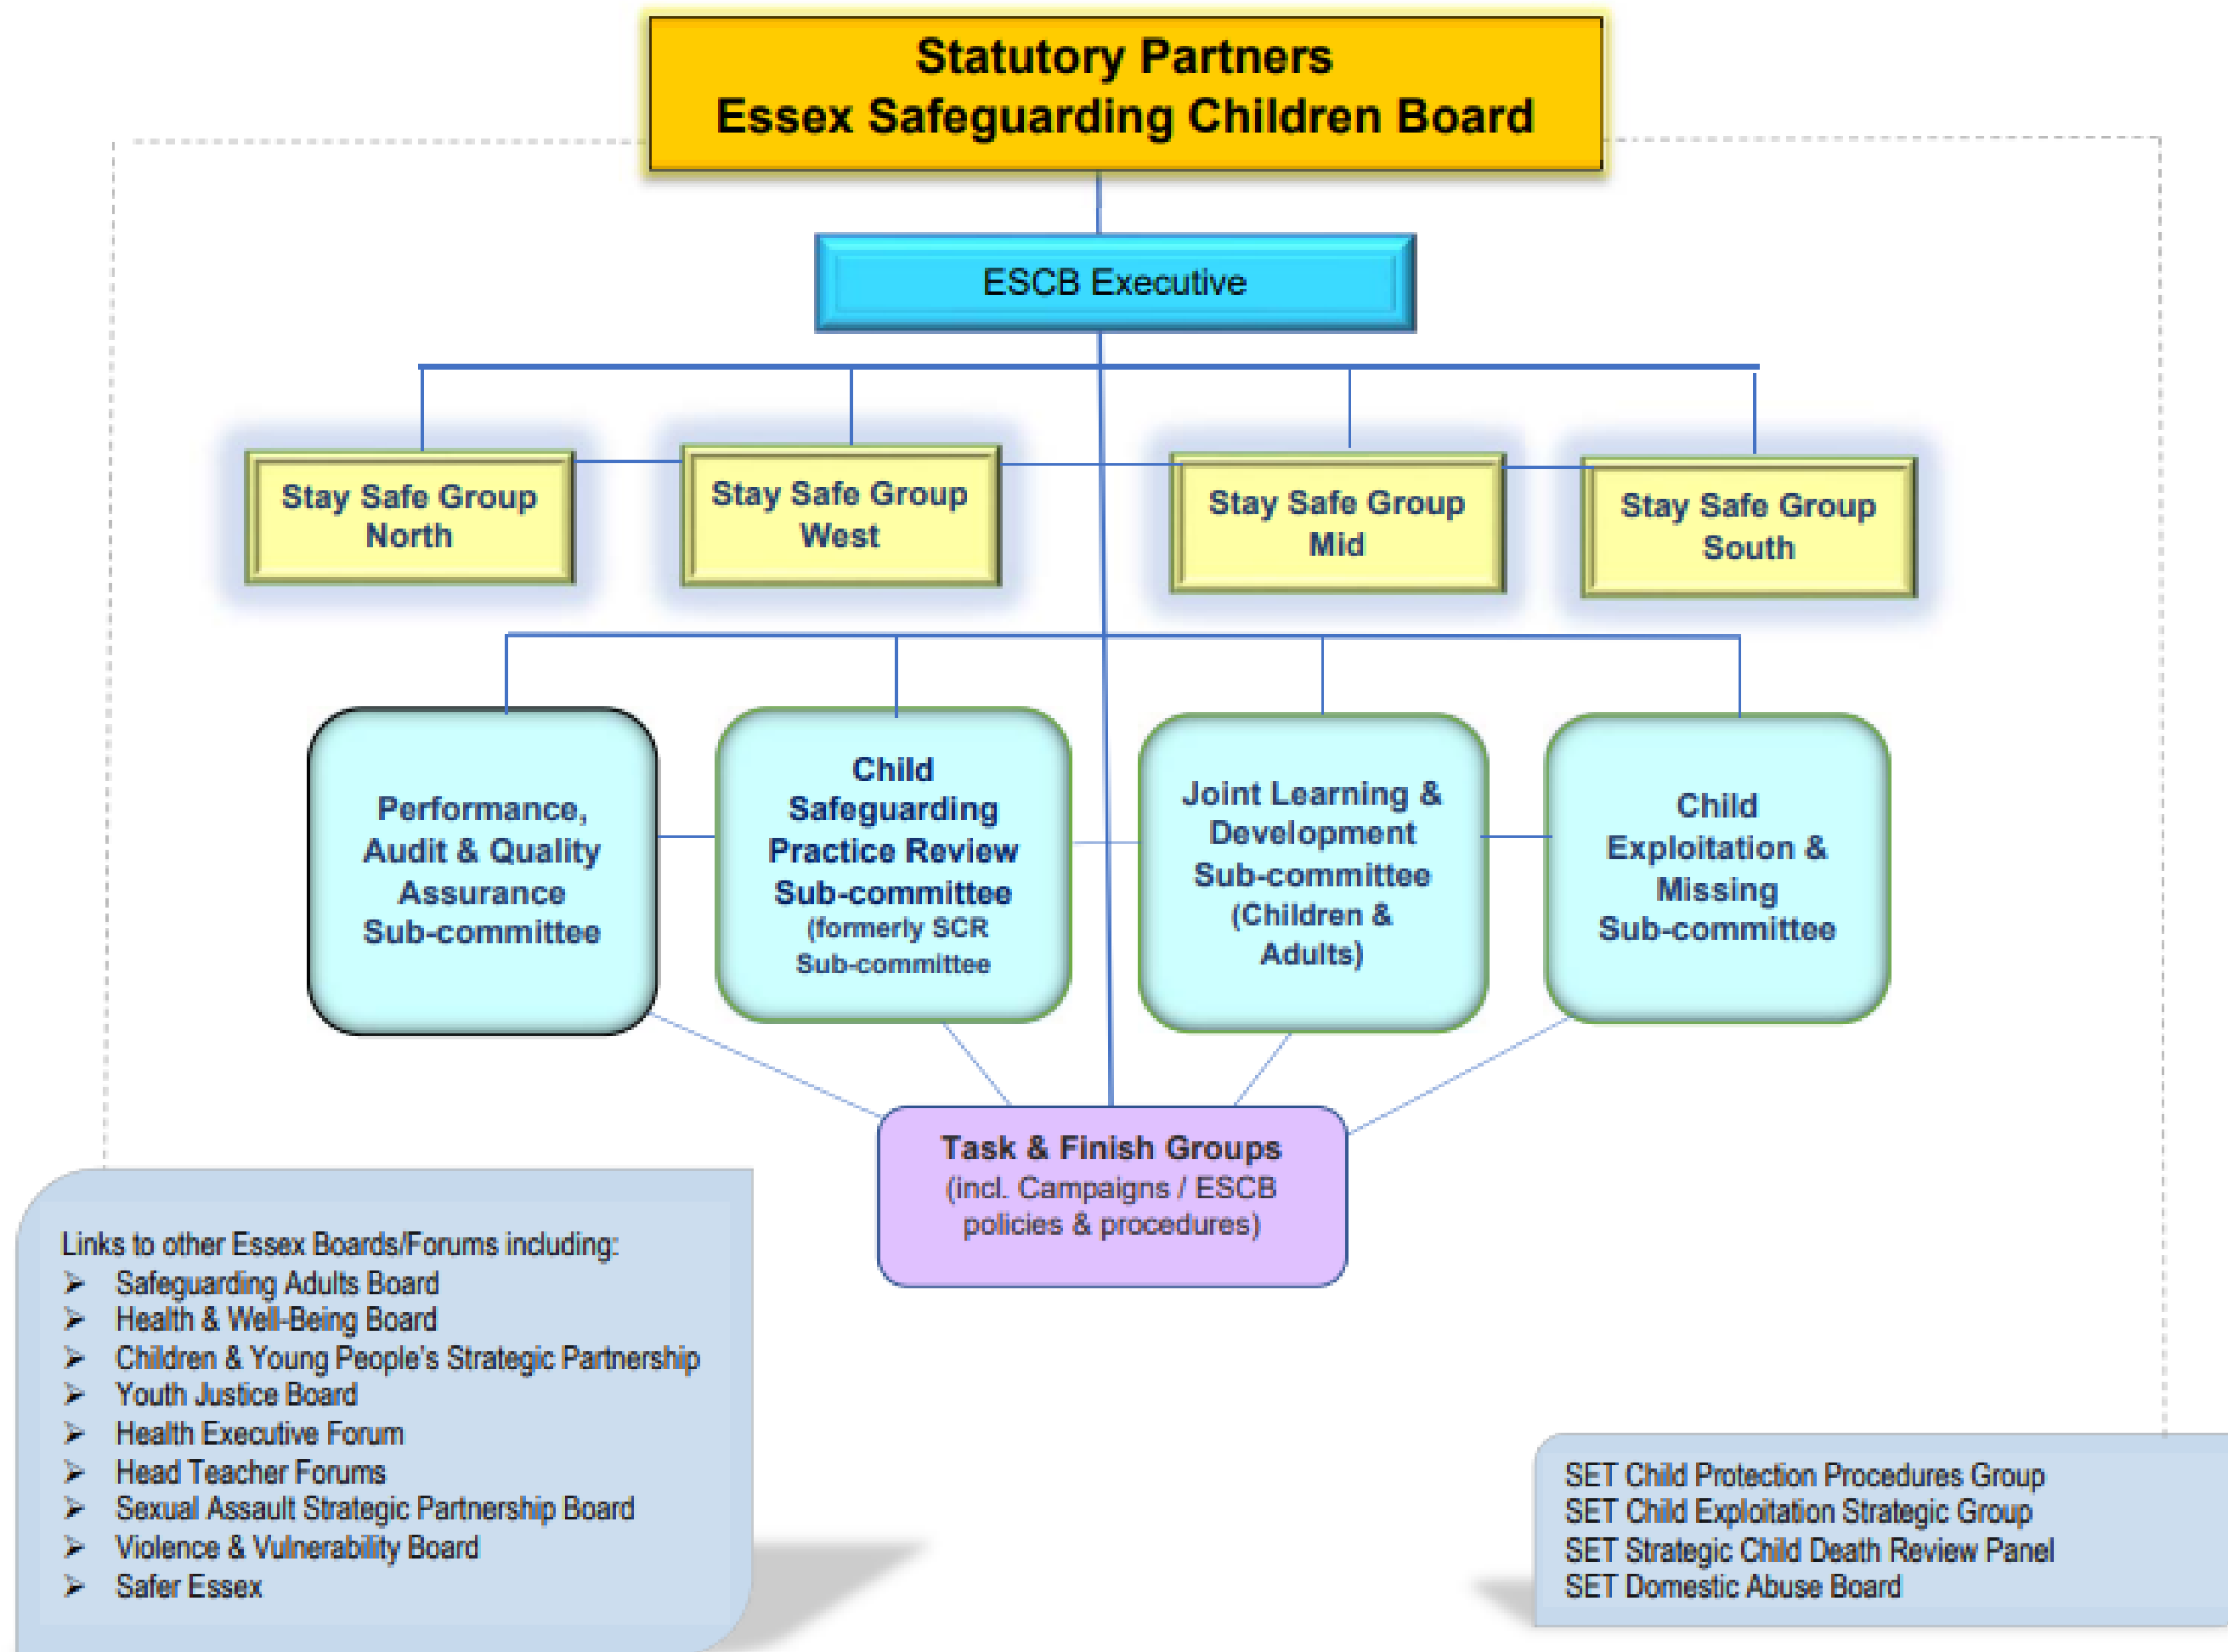 Statutory Partners
Essex Safeguarding Children Board
ESCB Executive
Stay Safe Group
North
Stay Safe Group
West
Stay Safe Group
Mid
Stay Safe Group
South
Performance,
Audit & Quality
Assurance
Sub-committee
Child
Safeguarding
Practice Review
Sub-committee
(formerly SCR
Sub-committee
Joint Learning &
Development
Sub-committee
(Children &
Adults)
Child
Exploitation &
Missing
Sub-committee
Task & Finish Groups
(incl. Campaigns / ESCB
policies & procedures)
Links to other Essex Boards/Forums including:
➢ Safeguarding Adults Board
➢ Health & Well-Being Board
➢ Children & Young People's Strategic Partnership
➢ Youth Justice Board
➢ Health Executive Forum
➢ Head Teacher Forums
➢ Sexual Assault Strategic Partnership Board
➢ Violence & Vulnerability Board
➢ Safer Essex
SET Child Protection Procedures Group
SET Child Exploitation Strategic Group
SET Strategic Child Death Review Panel
SET Domestic Abuse Board